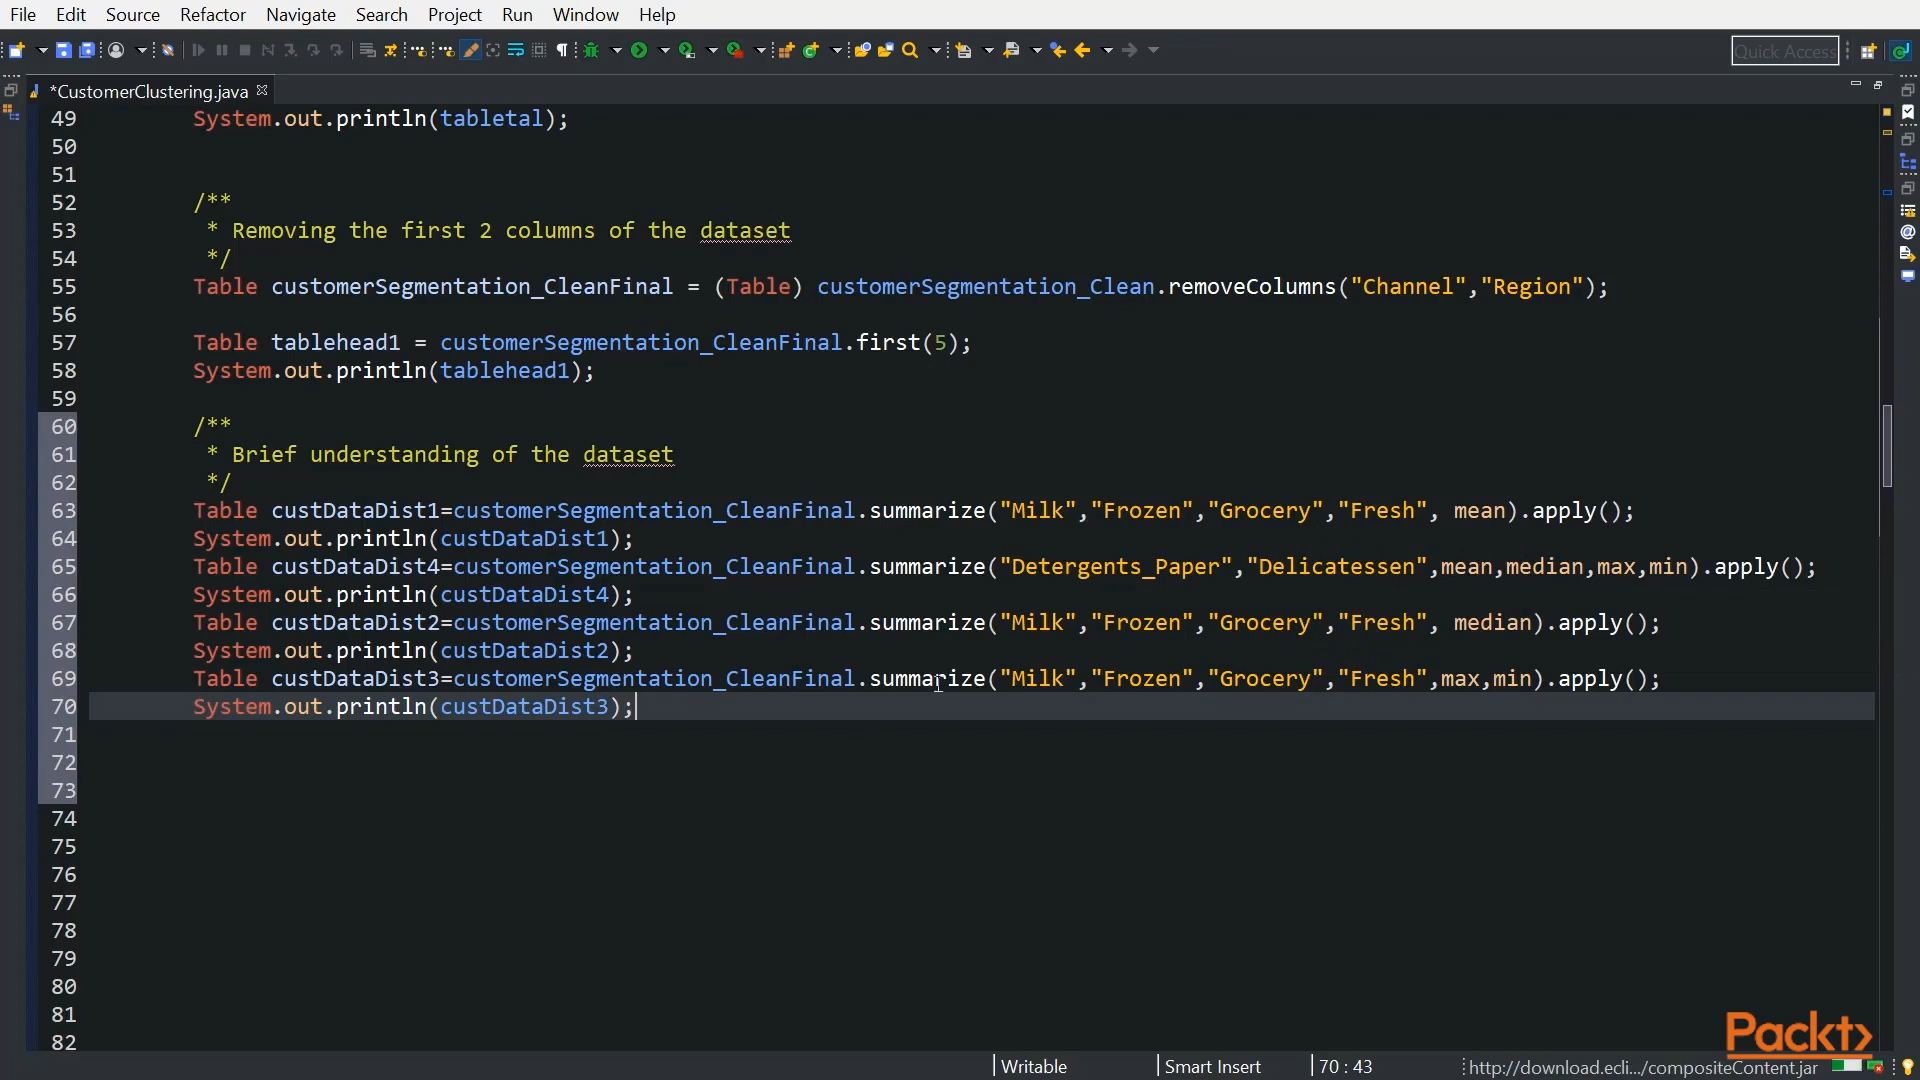 File Edit Source Refactor Navigate Search Project Run Window Help
Quick Access
*CustomerClustering.java
49 System.out.println(tabletal);
50
51
52 /**
53 * Removing the first 2 columns of the dataset
54 */
55 Table customerSegmentation_CleanFinal = (Table) customerSegmentation_Clean.removeColumns("Channel","Region");
56
57 Table tablehead1 = customerSegmentation_CleanFinal.first(5);
58 System.out.println(tablehead1);
59
60 /**
61 * Brief understanding of the dataset
62 */
63 Table custDataDist1=customerSegmentation_CleanFinal.summarize("Milk","Frozen","Grocery","Fresh", mean).apply();
64 System.out.println(custDataDist1);
65 Table custDataDist4=customerSegmentation_CleanFinal.summarize("Detergents_Paper","Delicatessen",mean,median,max,min).apply();
66 System.out.println(custDataDist4);
67 Table custDataDist2=customerSegmentation_CleanFinal.summarize("Milk","Frozen","Grocery","Fresh", median).apply();
68 System.out.println(custDataDist2);
69 Table custDataDist3=customerSegmentation_CleanFinal.summarize("Milk","Frozen","Grocery","Fresh",max,min).apply();
70 System.out.println(custDataDist3);
71
72
73
74
75
76
77
78
79
80
81
82
Packt>
Writable Smart Insert 70 : 43 http://download.ecli.../compositeContent.jar